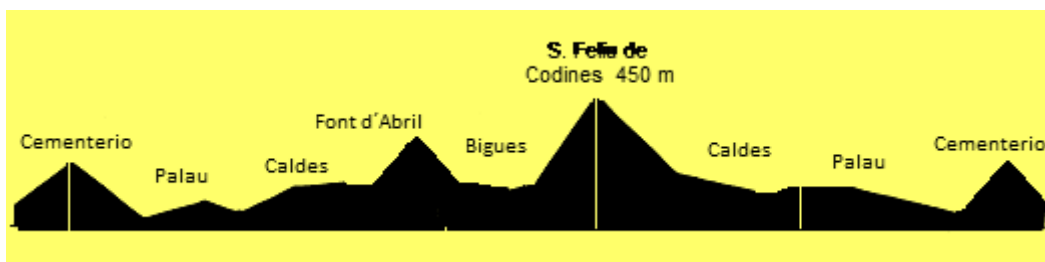 S. Feliu de
Codines 450 m
Font d´Abril
Cementerio
Bigues
Caldes
Cementerio
Caldes
Palau
Palau